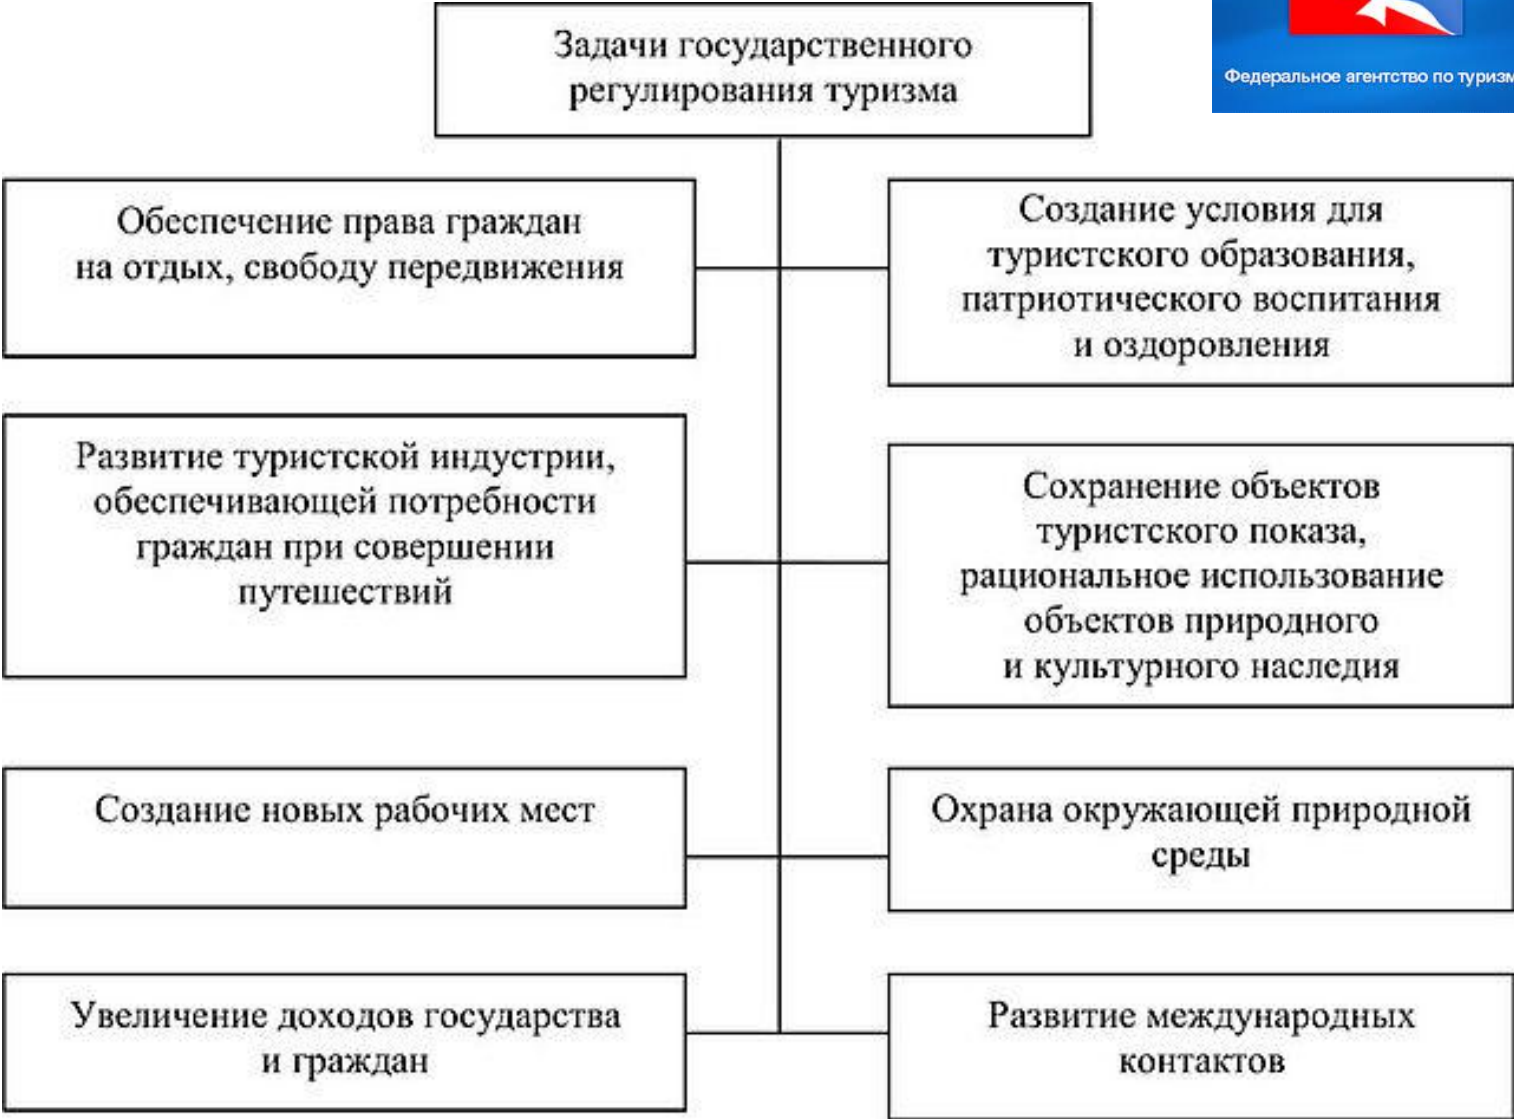 Задачи государственного
регулирования туризма
Федеральное агентство по
Обеспечение права граждан
на отдых, свободу передвижения
Создание условия для
туристского образования,
патриотического воспитания
и оздоровления
Развитие туристской индустрии,
обеспечивающей потребности
граждан при совершении
путешествий
Сохранение объектов
туристского показа,
рациональное использование
объектов природного
и культурного наследия
Создание новых рабочих мест
Охрана окружающей природной
среды
Увеличение доходов государства
и граждан
Развитие международных
контактов